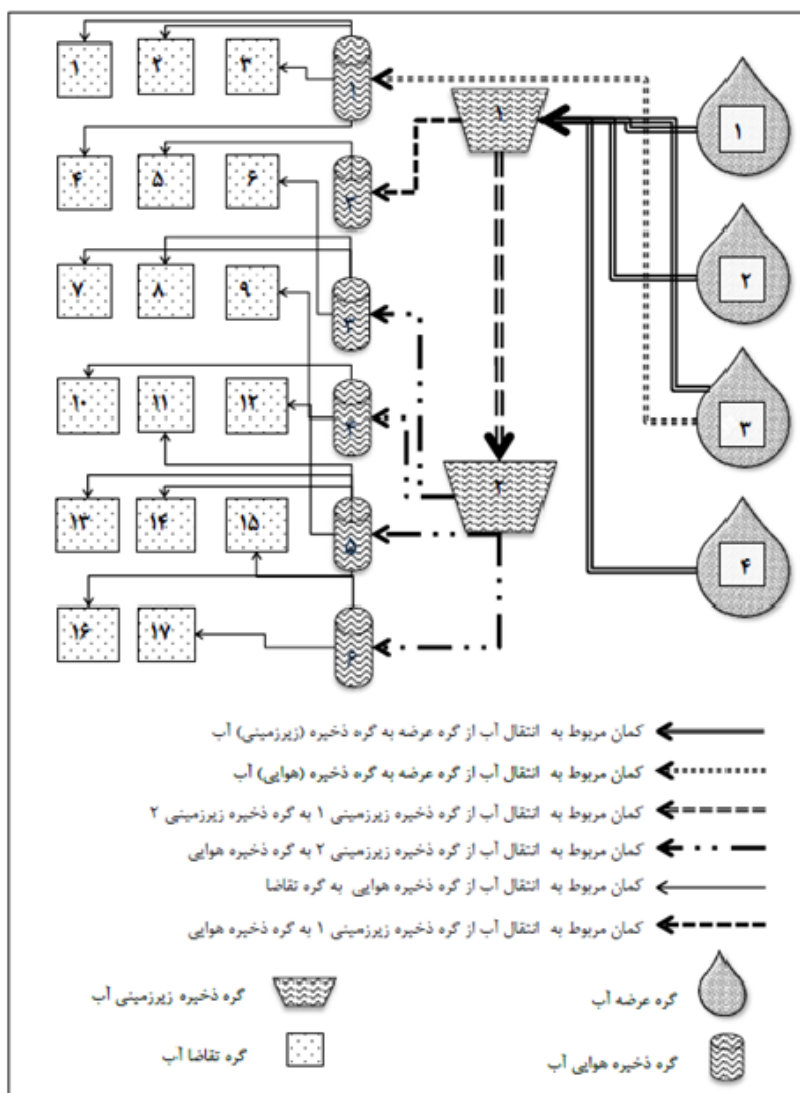 ۱ ۲ ۳
۱
۱
۱
۴ ۵ ۶
۲
۲
۷ ۸ ۹
۳
۱۰ ۱۱ ۱۲
۴
۳
۲
۱۳ ۱۴ ۱۵
۵
۴
۱۶ ۱۷
۶
کمان مربوط به انتقال آب از گره عرضه به گره ذخیره (زیرزمینی) آب
کمان مربوط به انتقال آب از گره عرضه به گره ذخیره (هوایی) آب
کمان مربوط به انتقال آب از گره ذخیره زیرزمینی ۱ به گره ذخیره زیرزمینی ۲
کمان مربوط به انتقال آب از گره ذخیره زیرزمینی ۲ به گره ذخیره هوایی
کمان مربوط به انتقال آب از گره ذخیره هوایی به گره تقاضا
کمان مربوط به انتقال آب از گره ذخیره زیرزمینی ۱ به گره ذخیره هوایی
گره عرضه آب
گره ذخیره زیرزمینی آب
گره ذخیره هوایی آب
گره تقاضا آب